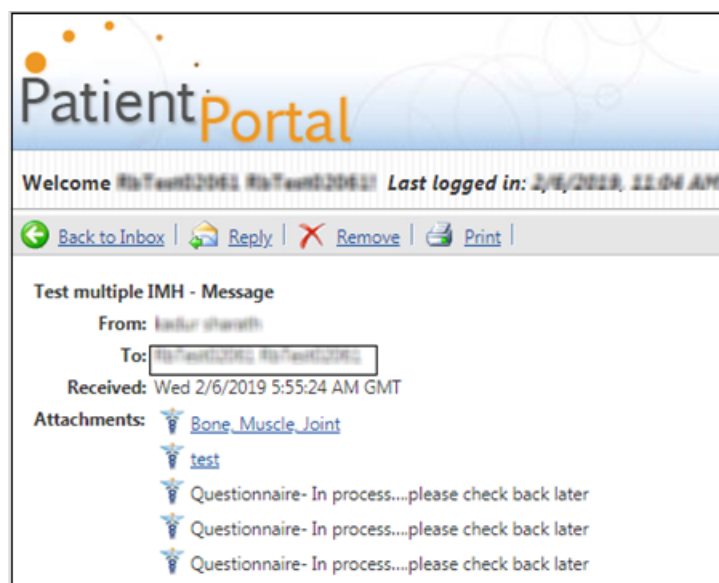 Patient Portal
Welcome Last logged in:
Back to Inbox | Reply | Remove | Print |
Test multiple IMH - Message
From:
To:
Received: Wed 2/6/2019 5:55:24 AM GMT
Attachments: Bone, Muscle, Joint
test
Questionnaire- In process....please check back later
Questionnaire- In process....please check back later
Questionnaire- In process....please check back later